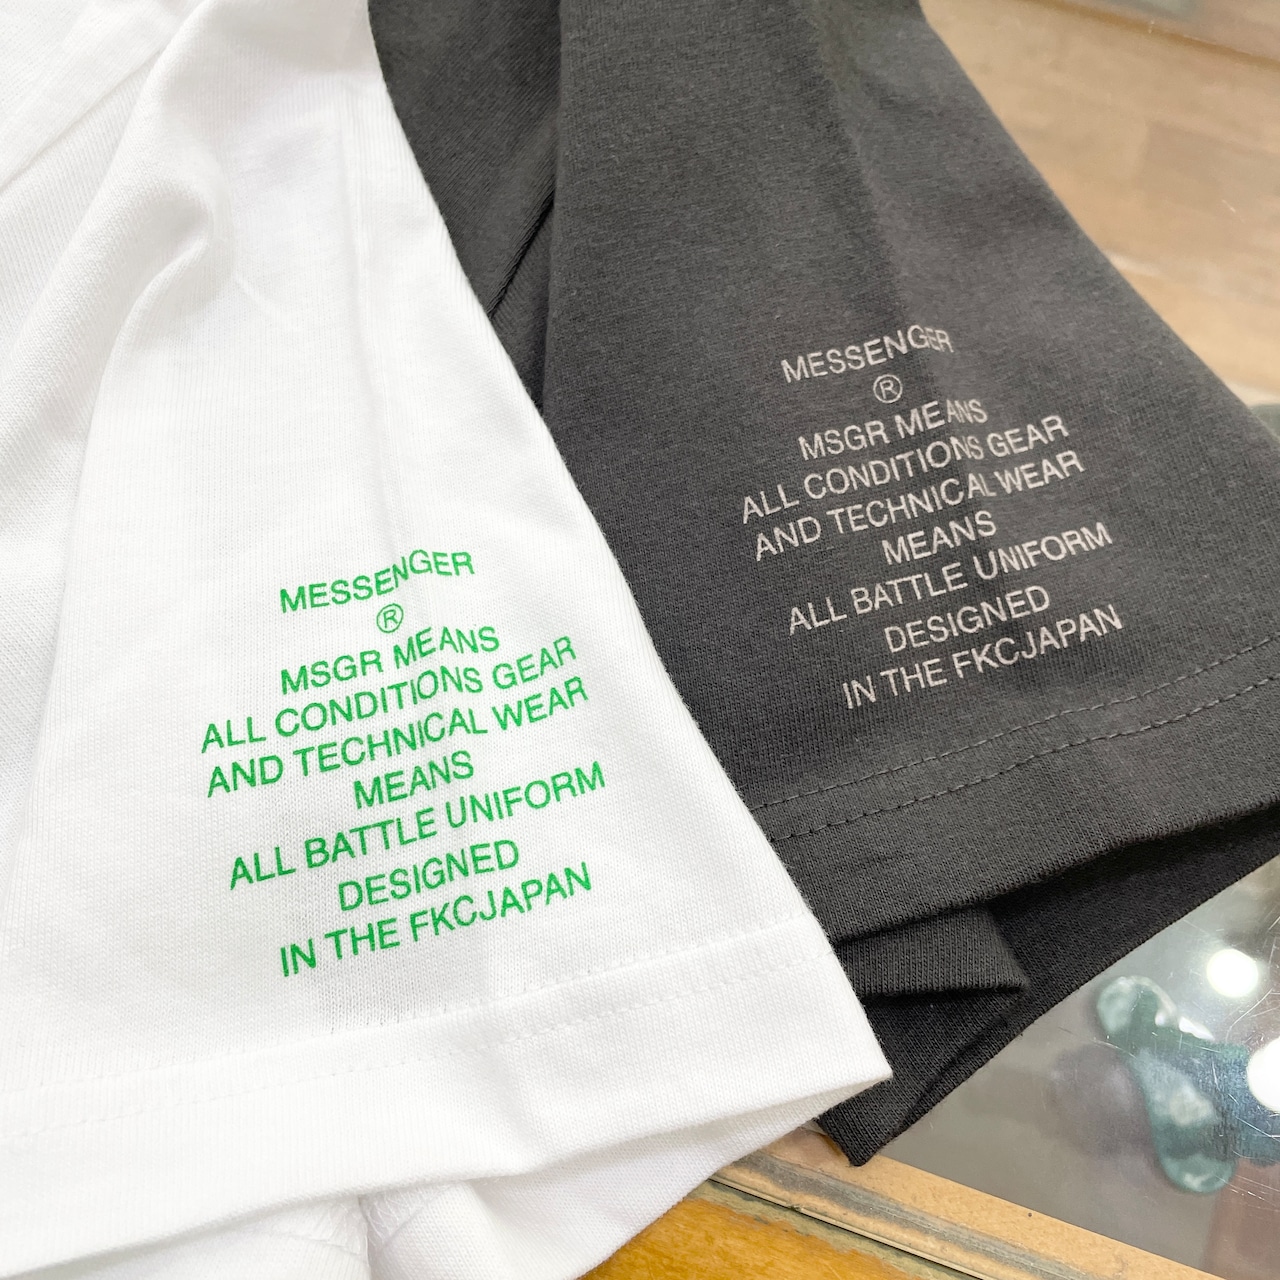 MESSENGER
®
MSGR MEANS
ALL CONDITIONS GEAR
AND TECHNICAL WEAR
MEANS
ALL BATTLE UNIFORM
DESIGNED
IN THE FKCJAPAN
MESSENGER
®
MSGR MEANS
ALL CONDITIONS GEAR
AND TECHNICAL WEAR
MEANS
ALL BATTLE UNIFORM
DESIGNED
IN THE FKCJAPAN